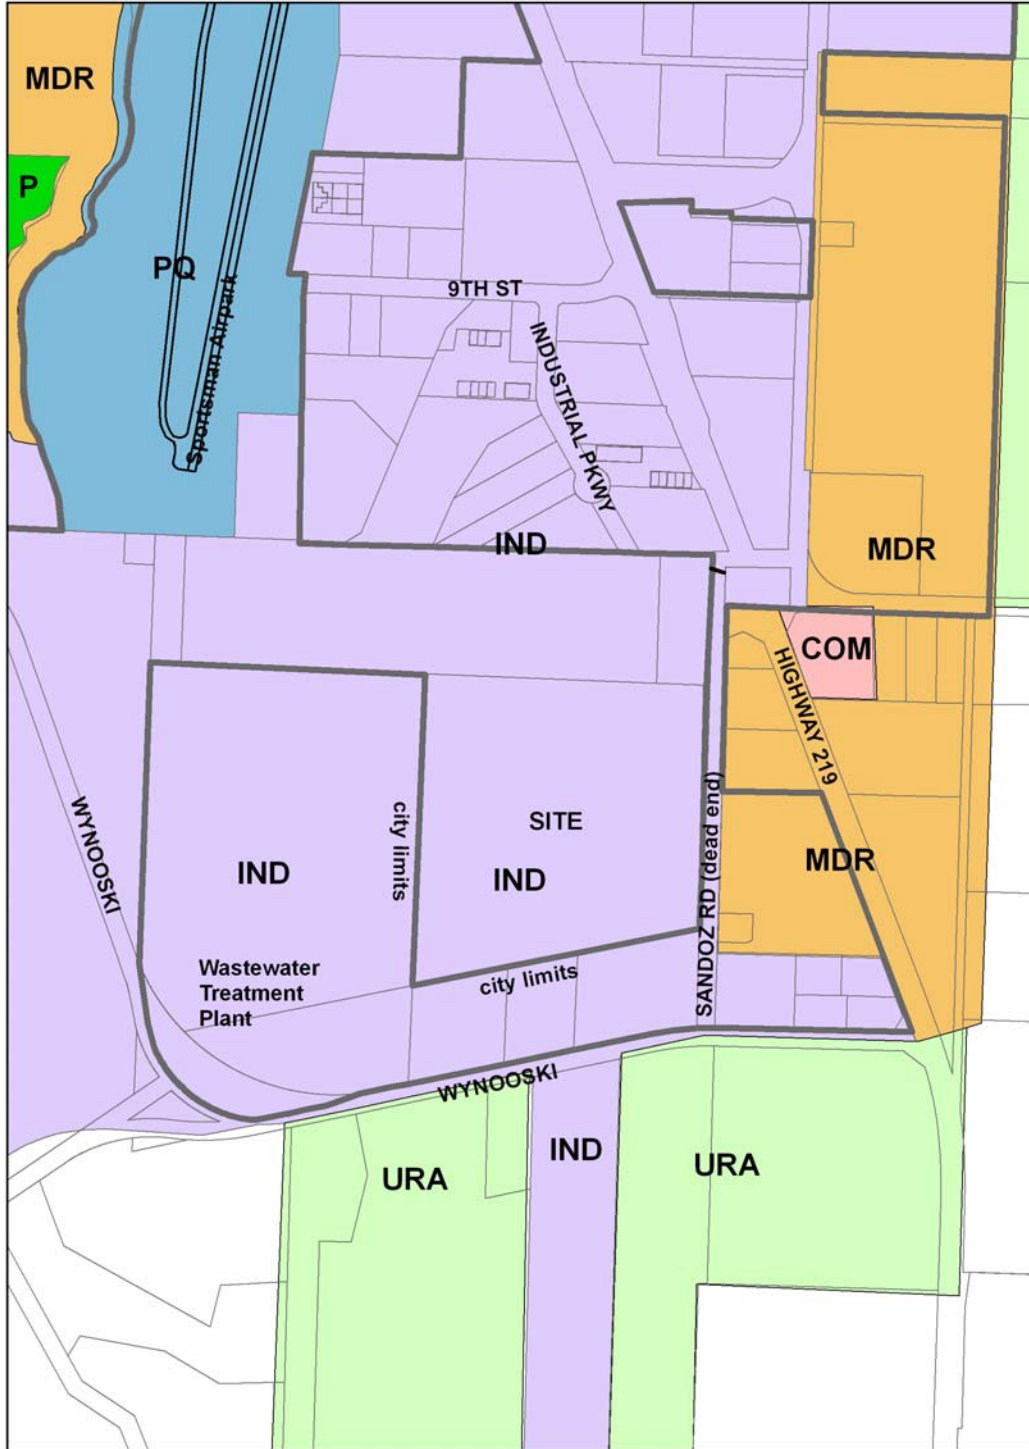 MDR
P
PQ
Sportsman Airpark
9TH ST
INDUSTRIAL PKWY
IND
MDR
COM
HIGHWAY 219
WYNOOSKI
city limits
SITE
IND
IND
SANDOZ RD (dead end)
MDR
Wastewater
Treatment
Plant
city limits
WYNOOSKI
IND
URA
URA